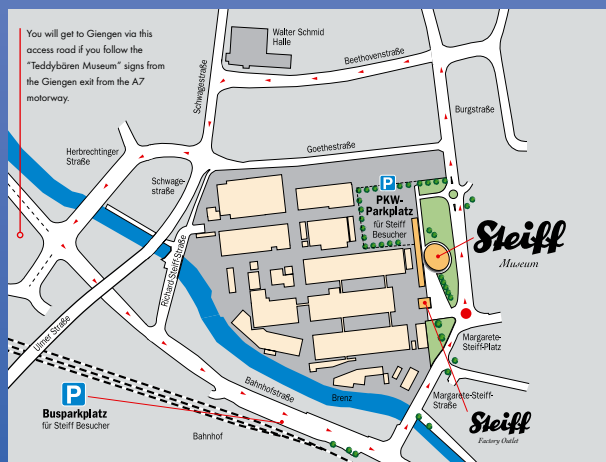 You will get to Giengen via this
access road if you follow the
"Teddybären Museum" signs from
the Giengen exit from the A7
motorway.
Walter Schmid
Halle
Beethovenstraße
Schwagestraße
Burgstraße
Goethestraße
Herbrechtinger
Straße
Schwage-
straße
P
PKW-
Parkplatz
für Steiff
Besucher
Steiff
Museum
Richard-Steiff-Straße
Ulmer Straße
Margarete-
Steiff-Platz
P
Busparkplatz
für Steiff Besucher
Bahnhofstraße
Brenz
Margarete-Steiff-
Straße
Steiff
Factory Outlet
Bahnhof